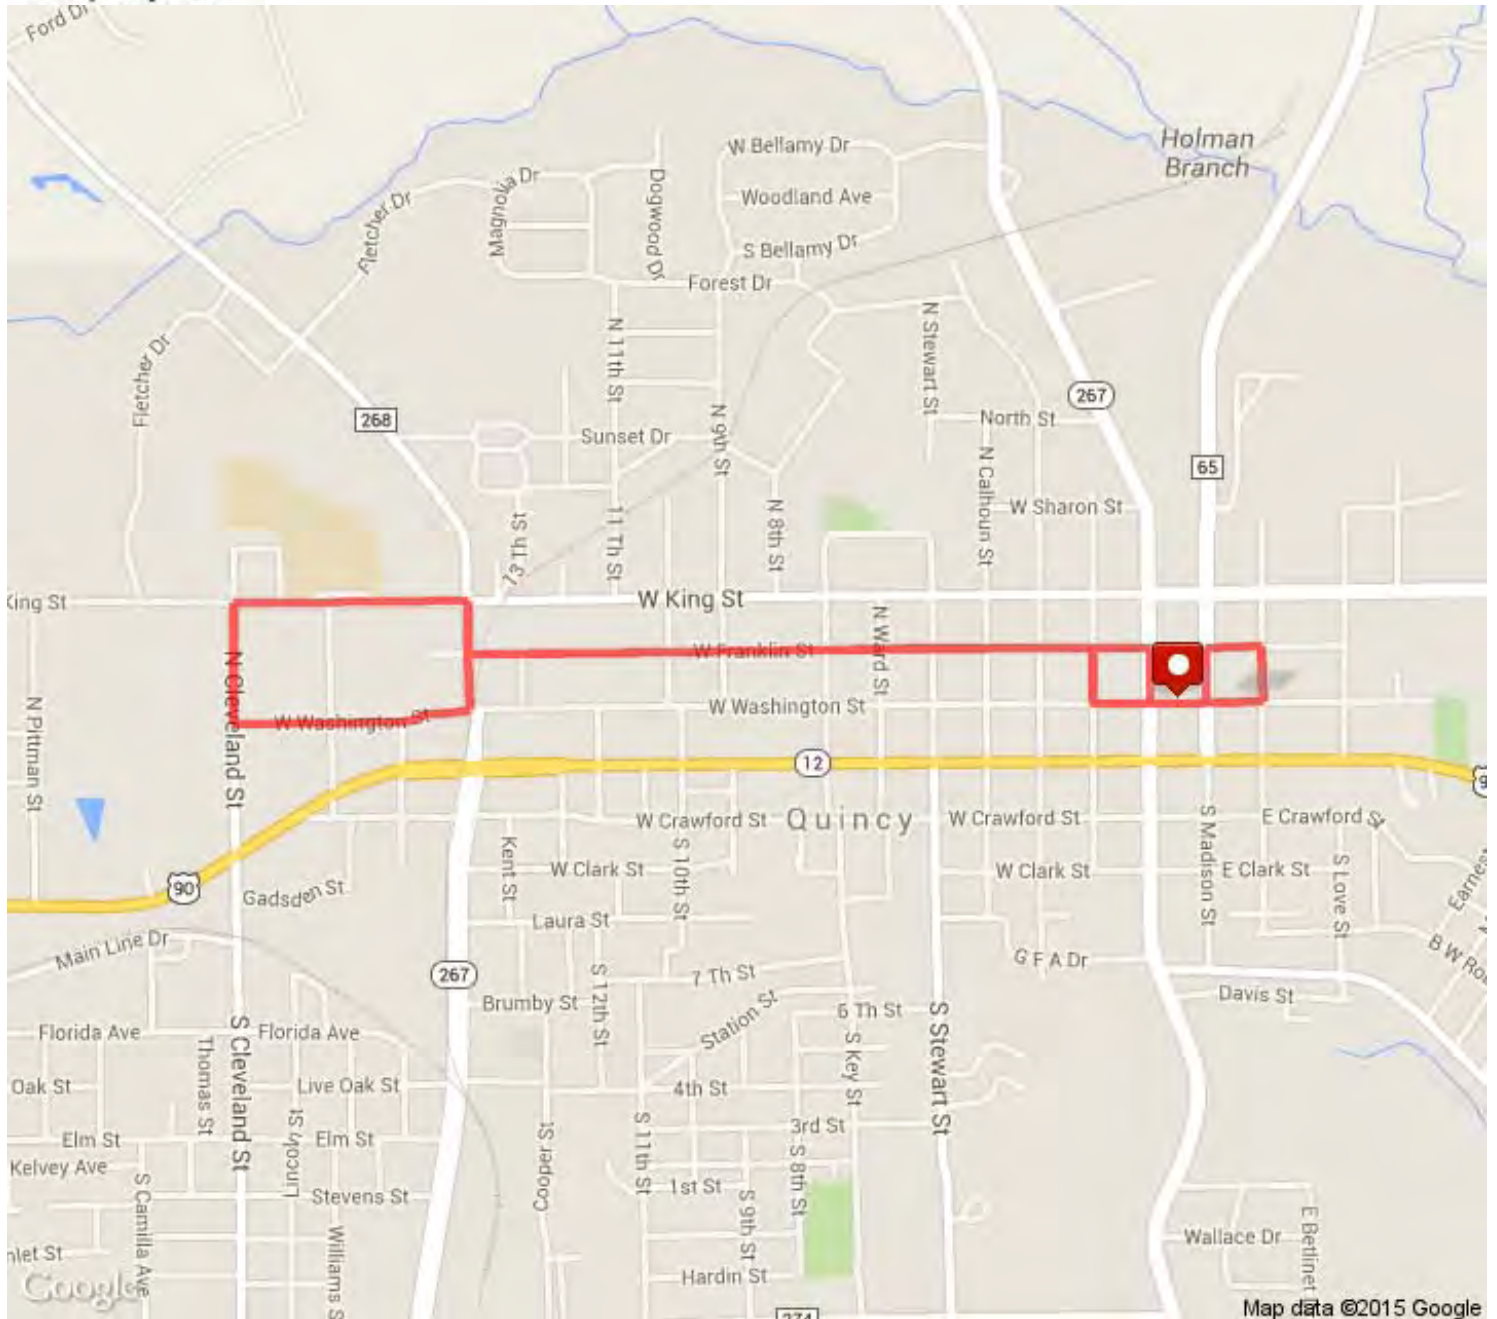 Ford Dr
Holman
Branch
W Bellamy Dr
Magnolia Dr
Dogwood Dr
Woodland Ave
Fletcher Dr
S Bellamy Dr
Forest Dr
N 11th St
N Stewart St
Fletcher Dr
267
268
North St
Sunset Dr
N 9th St
N Calhoun St
65
W Sharon St
13 Th St
11 Th St
N 8th St
King St
W King St
N Ward St
W Franklin St
N Cleveland St
N Pittman St
W Washington St
W Washington St
12
W Crawford St
Quincy
W Crawford St
S Madison St
E Crawford St
Kent St
S 10th St
W Clark St
W Clark St
E Clark St
S Love St
90
Gadsden St
Earnest
Laura St
Main Line Dr
G F A Dr
B W Ro
267
S 12th St
7 Th St
Davis St
Brumby St
Station St
6 Th St
S Stewart St
Florida Ave
S Cleveland St
Florida Ave
Thomas St
S Key St
Oak St
Live Oak St
4th St
Lincoln St
Cooper St
S 11th St
3rd St
Elm St
Elm St
S 8th St
Kelvey Ave
S Camilla Ave
Stevens St
1st St
S 9th St
Williams S
E Betlinet
Wallace Dr
nlet St
Google
Hardin St
274
Map data ©2015 Google